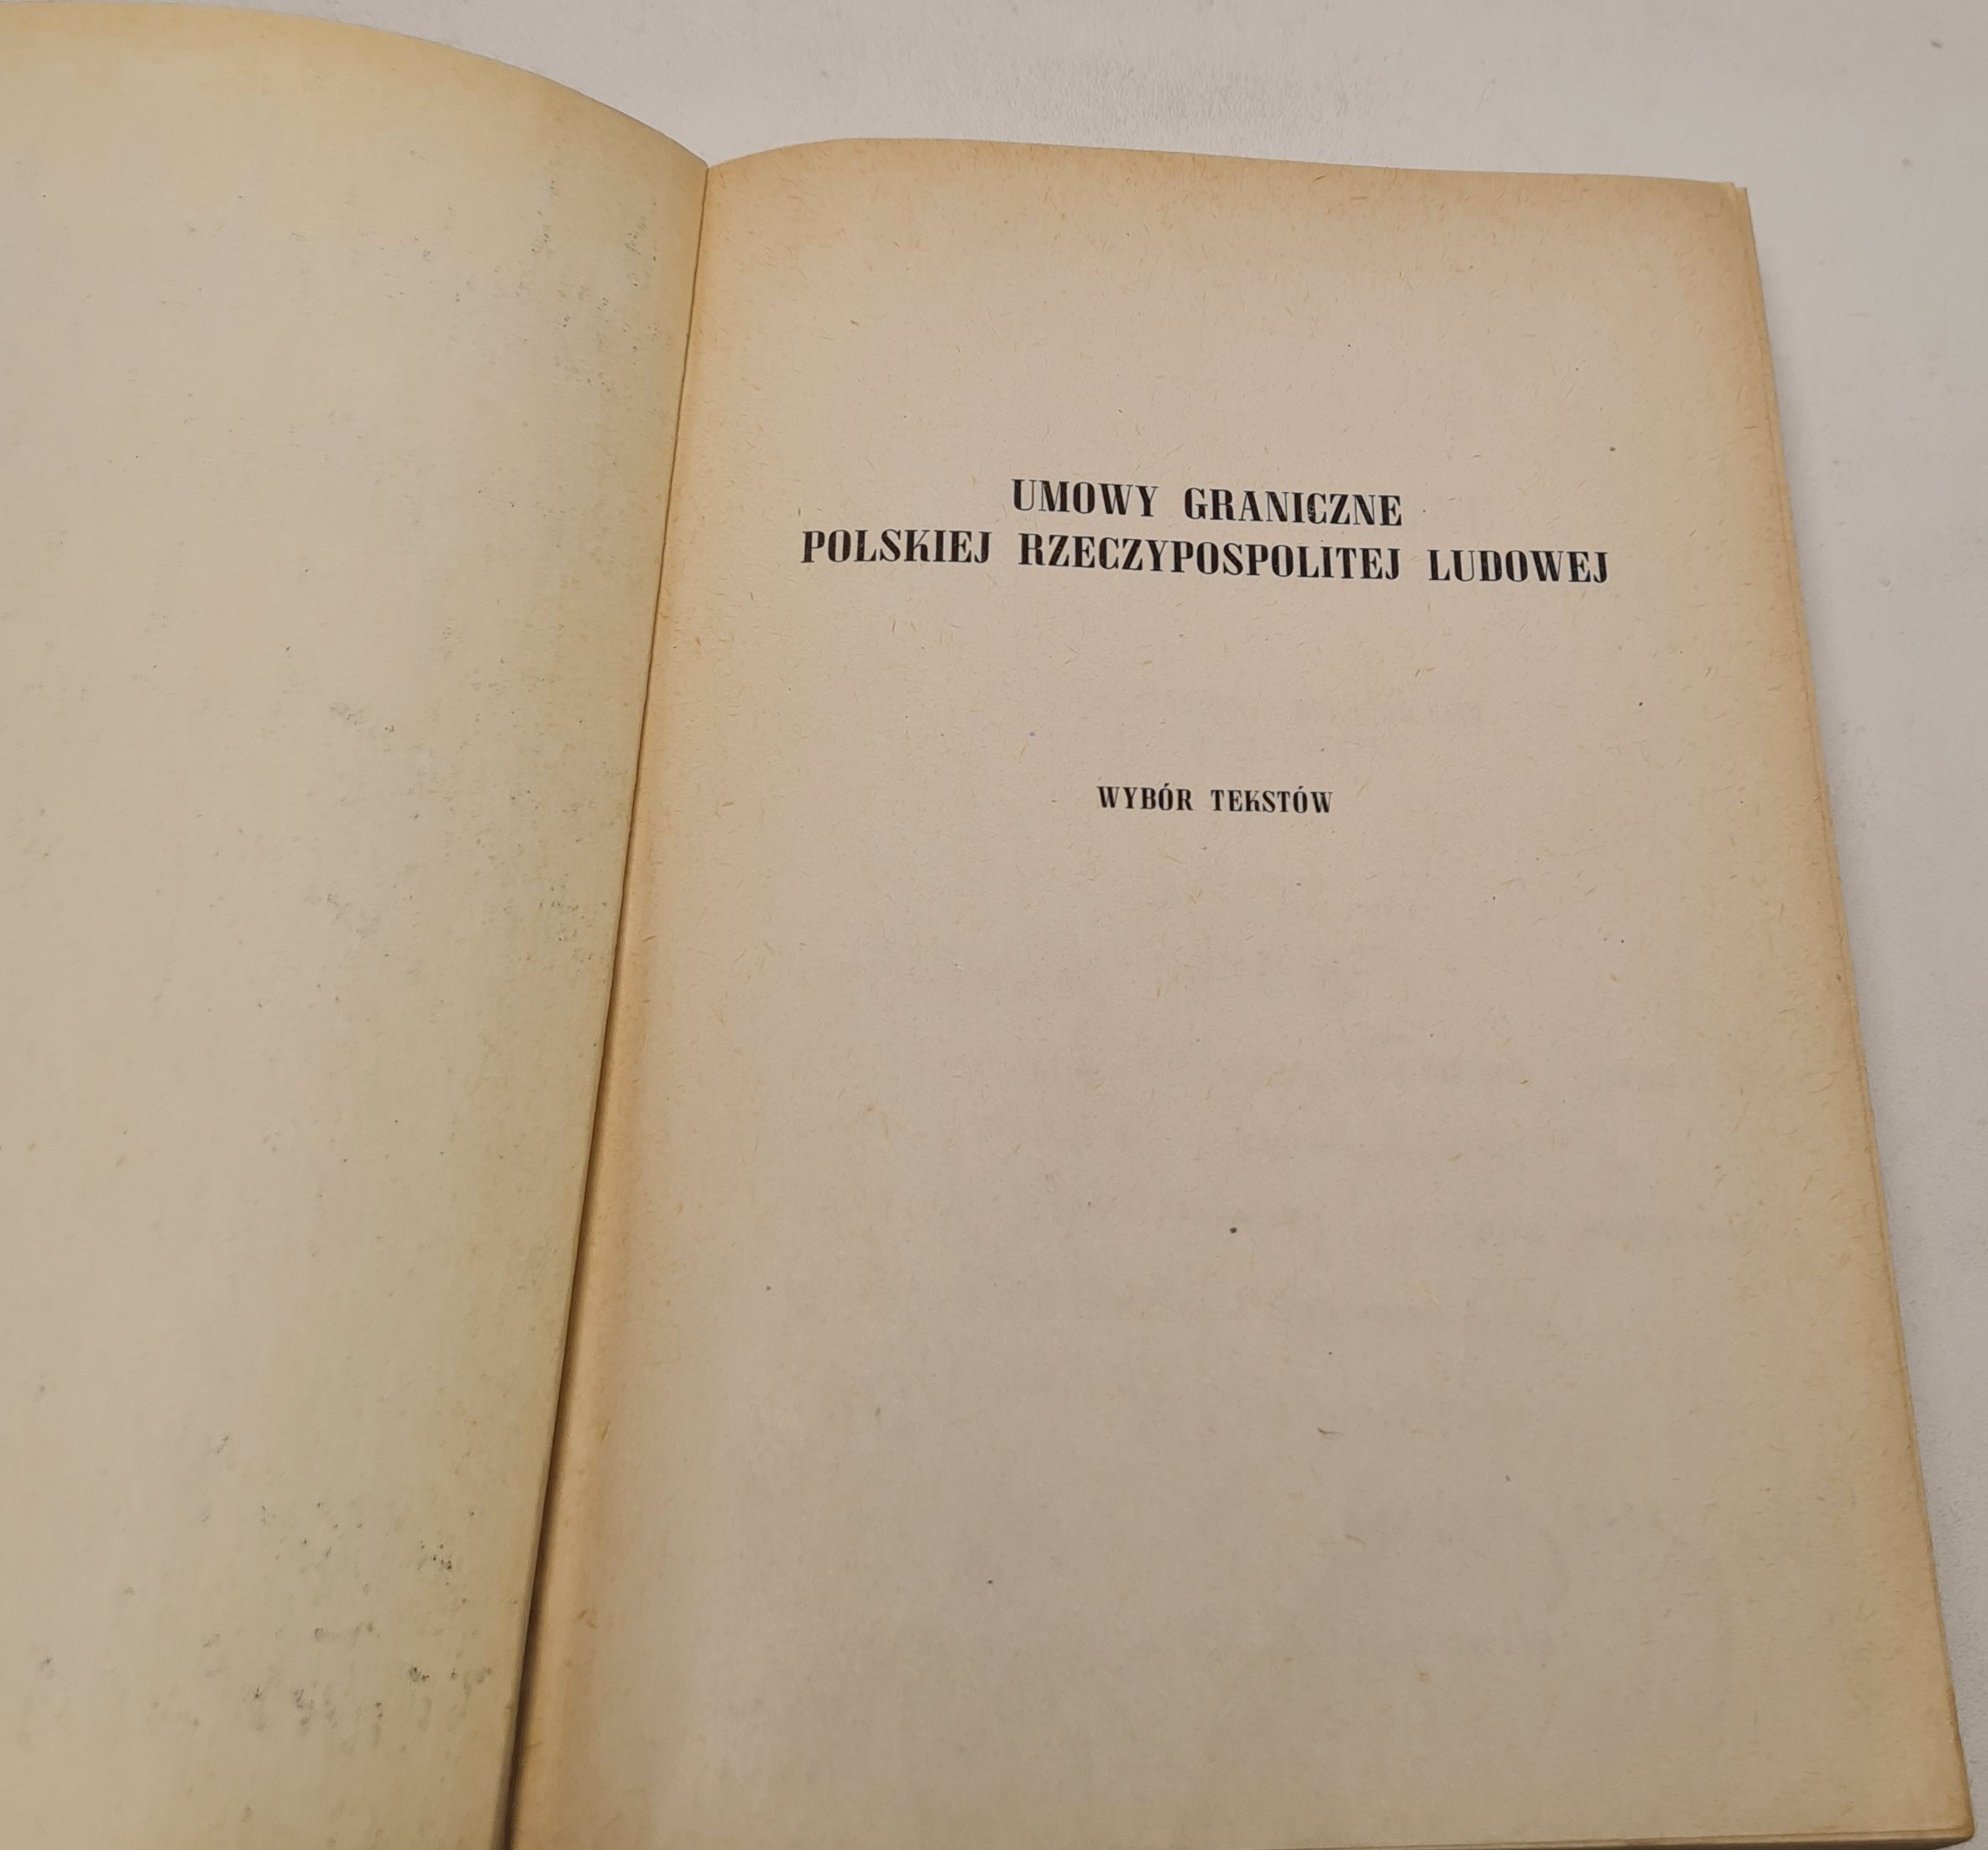 UMOWY GRANICZNE
POLSKIEJ RZECZYPOSPOLITEJ LUDOWEJ
WYBÓR TEKSTÓW